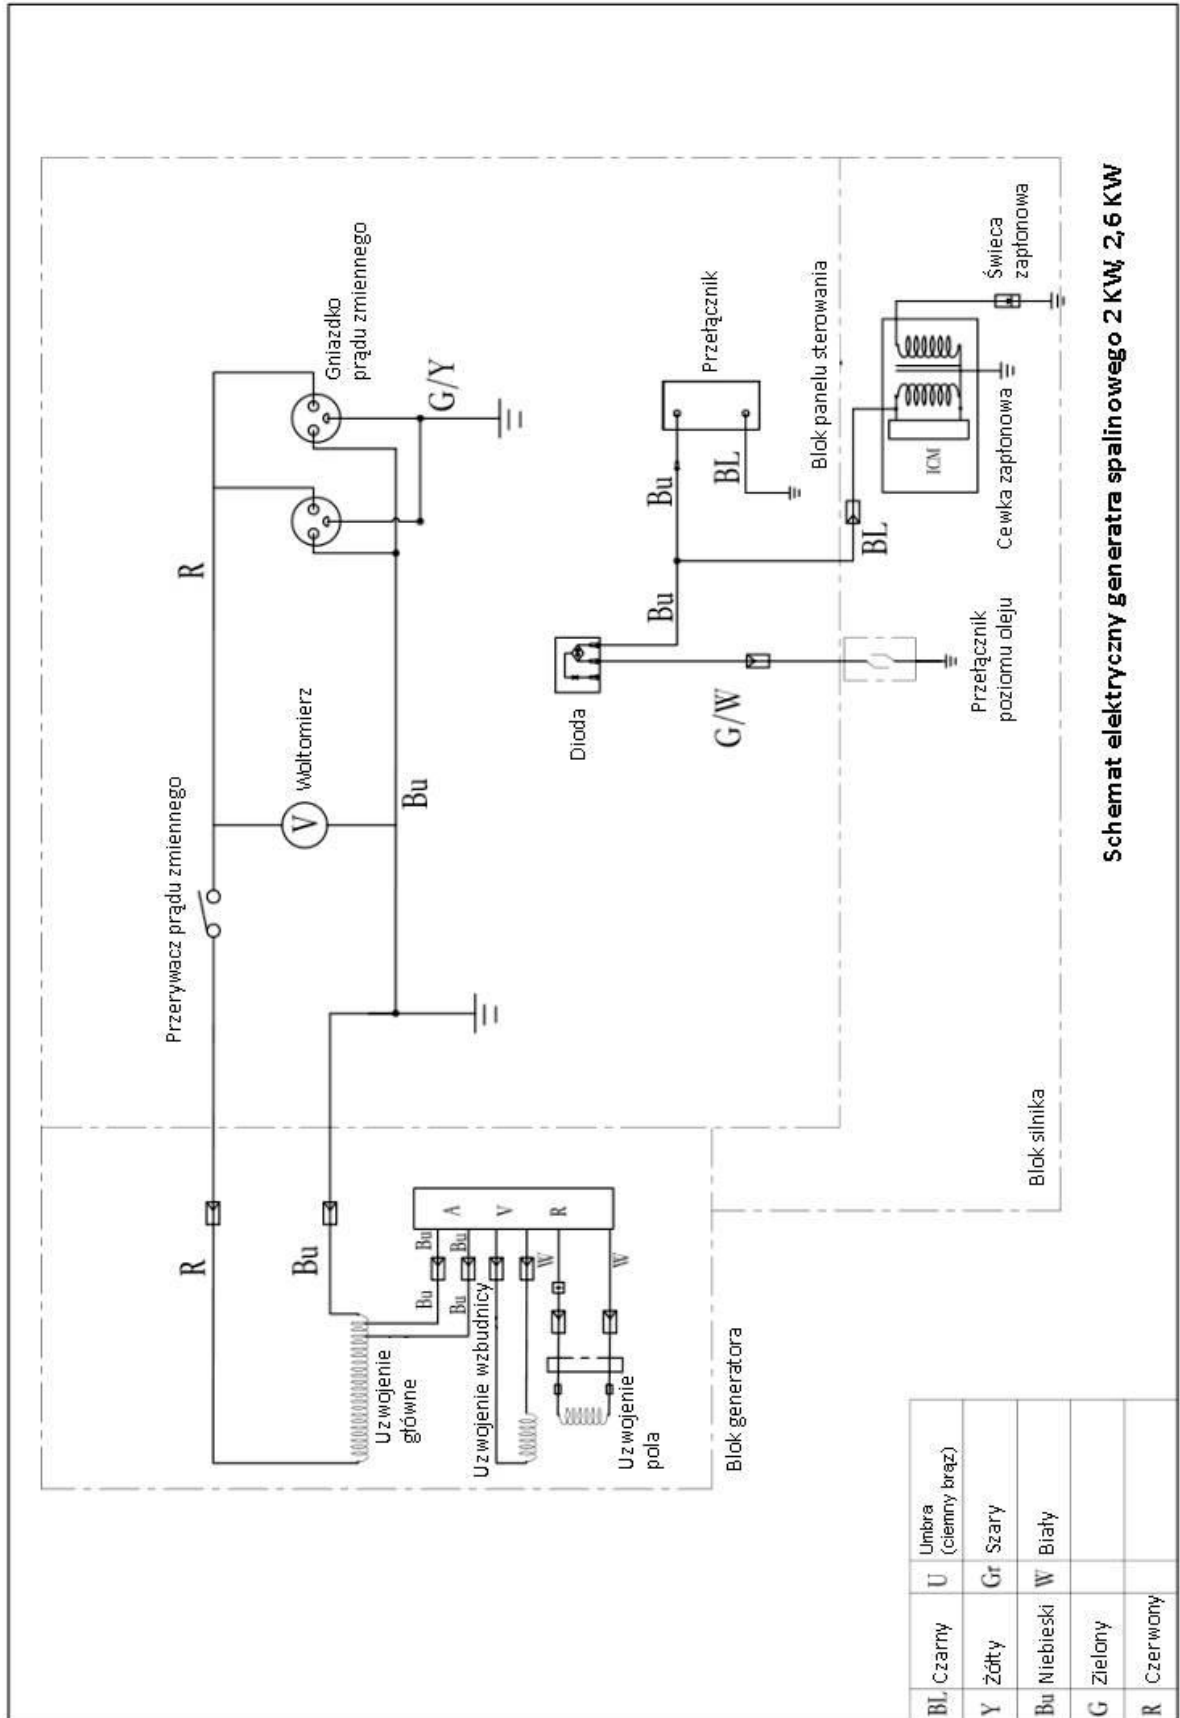 Przerywacz prądu zmiennego
R
R
Woltomierz
V
Gniazdko
prądu zmiennego
G/Y
Bu
Bu
Uzwojenie
główne
Bu
Bu
Bu
Bu
A
V
R
W
W
Uzwojenie wzbudnicy
Uzwojenie
pola
Blok generatora
Dioda
Bu
Bu
BL
Przełącznik
G/W
BL
Blok panelu sterowania
Przełącznik
poziomu oleju
ICM
Cewka zapłonowa
Świeca
zapłonowa
Blok silnika
Schemat elektryczny generatra spalinowego 2 KW, 2,6 KW
BL Czarny U Umbra
(ciemny brąz)
Y Żółty Gr Szary
Bu Niebieski W Biały
G Zielony
R Czerwony